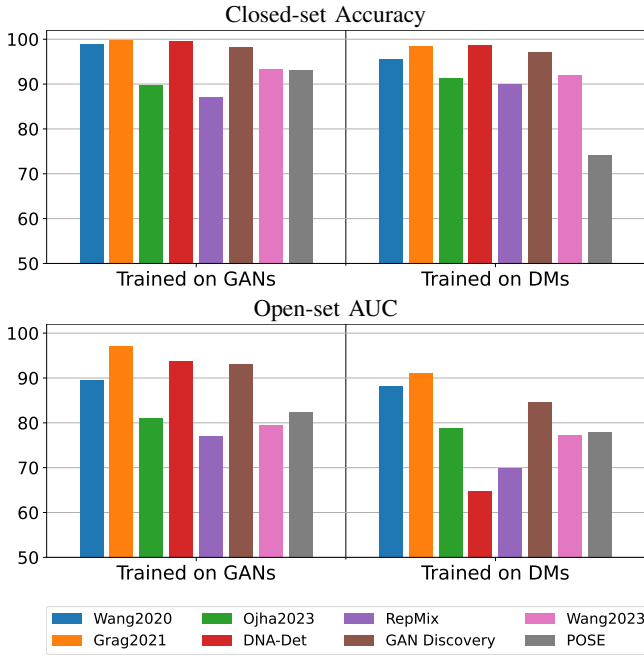 Closed-set Accuracy
100
90
80
70
60
50
Trained on GANs Trained on DMs
Open-set AUC
100
90
80
70
60
50
Trained on GANs Trained on DMs
Wang2020 Ojha2023 RepMix Wang2023
Grag2021 DNA-Det GAN Discovery POSE